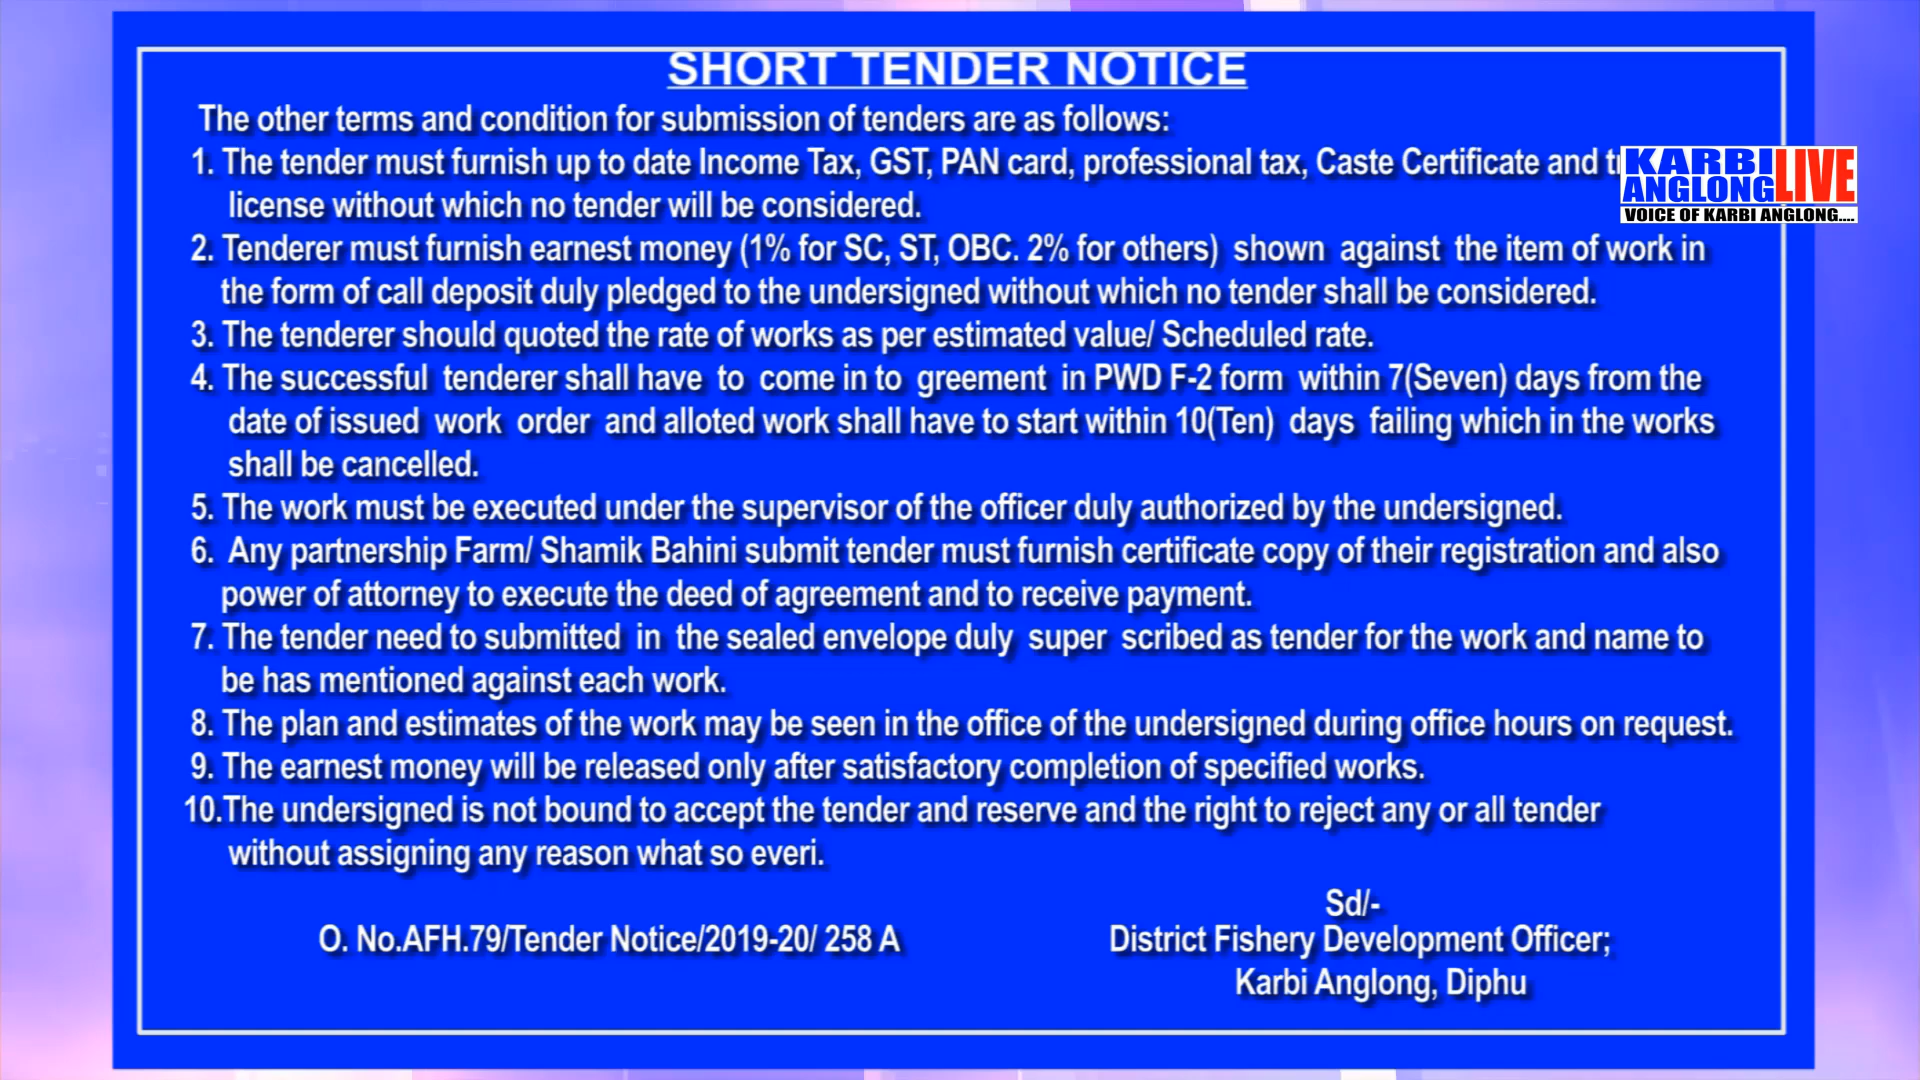 SHORT TENDER NOTICE
The other terms and condition for submission of tenders are as follows:
1. The tender must furnish up to date Income Tax, GST, PAN card, professional tax, Caste Certificate and
license without which no tender will be considered.
KARBI
ANGLONG LIVE
VOICE OF KARBI ANGLONG....
2. Tenderer must furnish earnest money (1% for SC, ST, OBC. 2% for others) shown against the item of work in
the form of call deposit duly pledged to the undersigned without which no tender shall be considered.
3. The tenderer should quoted the rate of works as per estimated value/ Scheduled rate.
4. The successful tenderer shall have to come in to greement in PWD F-2 form within 7(Seven) days from the
date of issued work order and alloted work shall have to start within 10(Ten) days failing which in the works
shall be cancelled.
5. The work must be executed under the supervisor of the officer duly authorized by the undersigned.
6. Any partnership Farm/ Shamik Bahini submit tender must furnish certificate copy of their registration and also
power of attorney to execute the deed of agreement and to receive payment.
7. The tender need to submitted in the sealed envelope duly super scribed as tender for the work and name to
be has mentioned against each work.
8. The plan and estimates of the work may be seen in the office of the undersigned during office hours on request.
9. The earnest money will be released only after satisfactory completion of specified works.
10.The undersigned is not bound to accept the tender and reserve and the right to reject any or all tender
without assigning any reason what so everi.
Sd/-
O. No.AFH.79/Tender Notice/2019-20/ 258 A
District Fishery Development Officer;
Karbi Anglong, Diphu